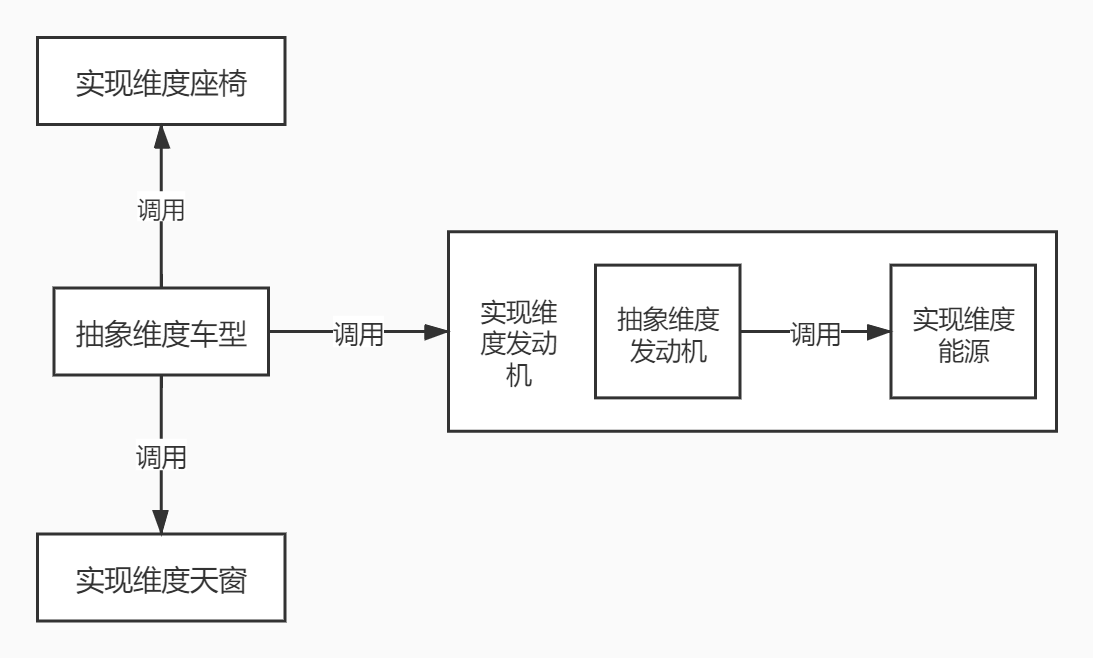 实现维度座椅
调用
抽象维度车型
调用
实现维
度发动
机
抽象维度
发动机
调用
实现维度
能源
调用
实现维度天窗